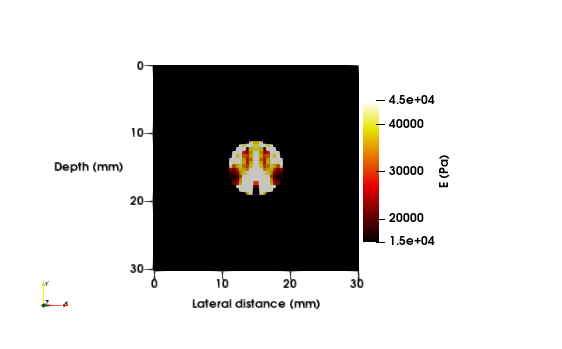 0
10
20
30
Depth (mm)
0
10
20
30
Lateral distance (mm)
4.5e+04
40000
30000
20000
1.5e+04
E (Pa)
Y
Z
X